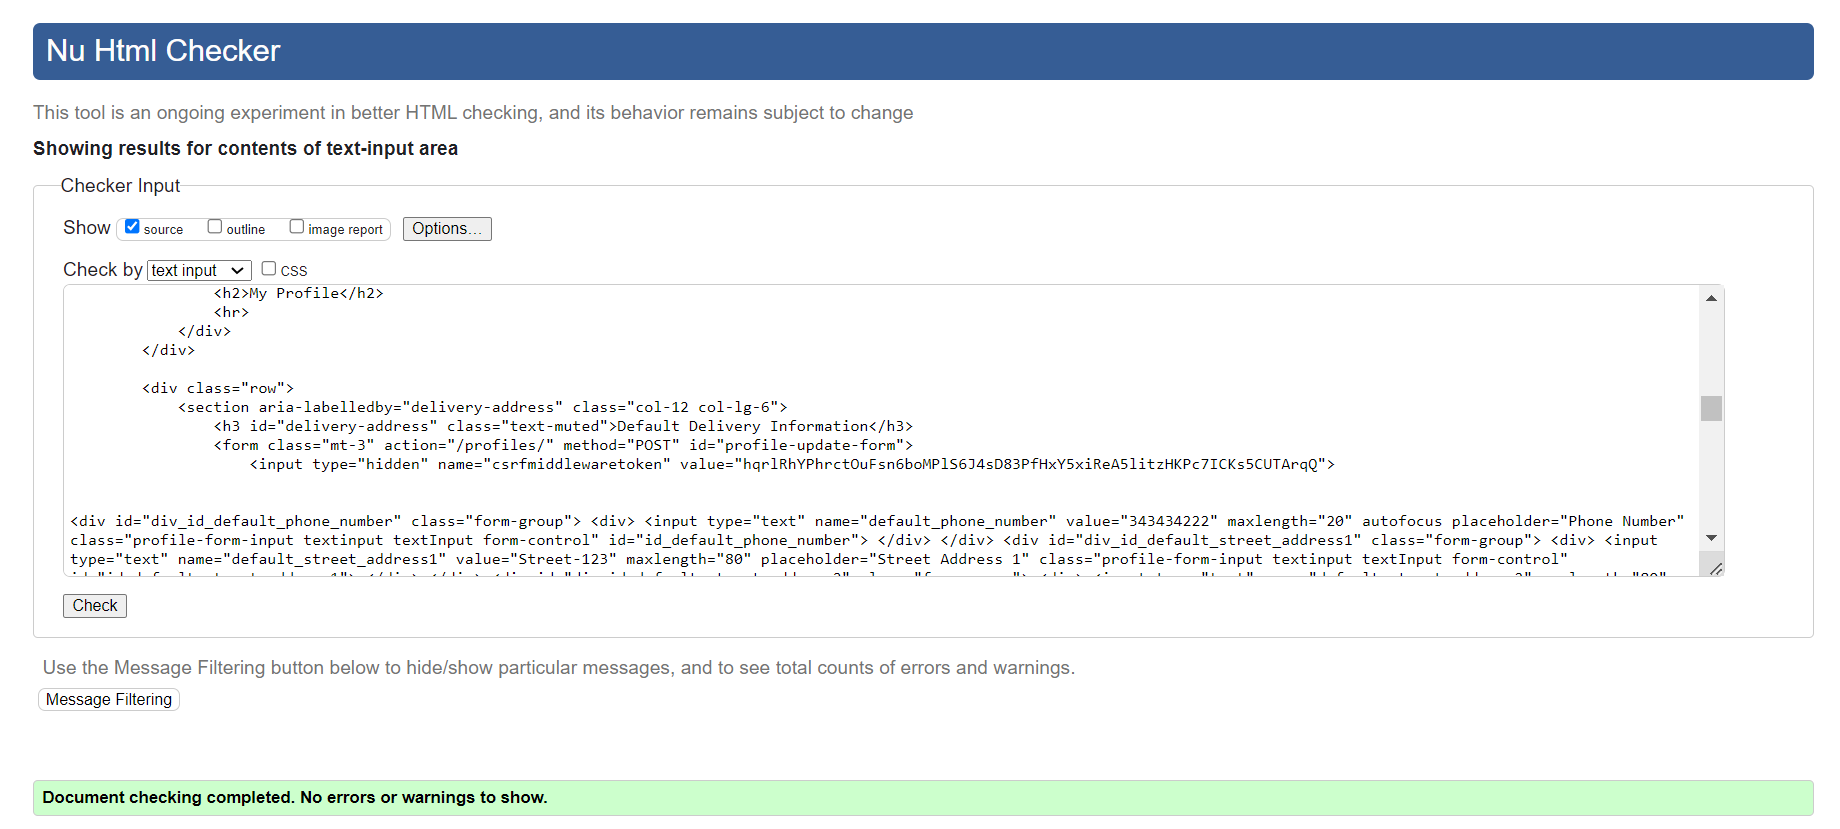 Nu Html Checker
This tool is an ongoing experiment in better HTML checking, and its behavior remains subject to change
Showing results for contents of text-input area
Checker Input
Show source outline image report Options...
Check by text input CSS
<h2>My Profile</h2>
<hr>
</div>
</div>
<div class="row">
<section aria-labelledby="delivery-address" class="col-12 col-lg-6">
<h3 id="delivery-address" class="text-muted">Default Delivery Information</h3>
<form class="mt-3" action="/profiles/" method="POST" id="profile-update-form">
<input type="hidden" name="csrfmiddlewaretoken" value="hqrlRhYPhrctOuFsn6boMPlS6J4sD83PfHxY5xiReA5litzHKPc7ICKs5CUTArqQ">
<div id="div_id_default_phone_number" class="form-group"> <div> <input type="text" name="default_phone_number" value="343434222" maxlength="20" autofocus placeholder="Phone Number"
class="profile-form-input textinput textInput form-control" id="id_default_phone_number"> </div> </div> <div id="div_id_default_street_address1" class="form-group"> <div> <input
type="text" name="default_street_address1" value="Street-123" maxlength="80" placeholder="Street Address 1" class="profile-form-input textinput textInput form-control"
Check
Use the Message Filtering button below to hide/show particular messages, and to see total counts of errors and warnings.
Message Filtering
Document checking completed. No errors or warnings to show.